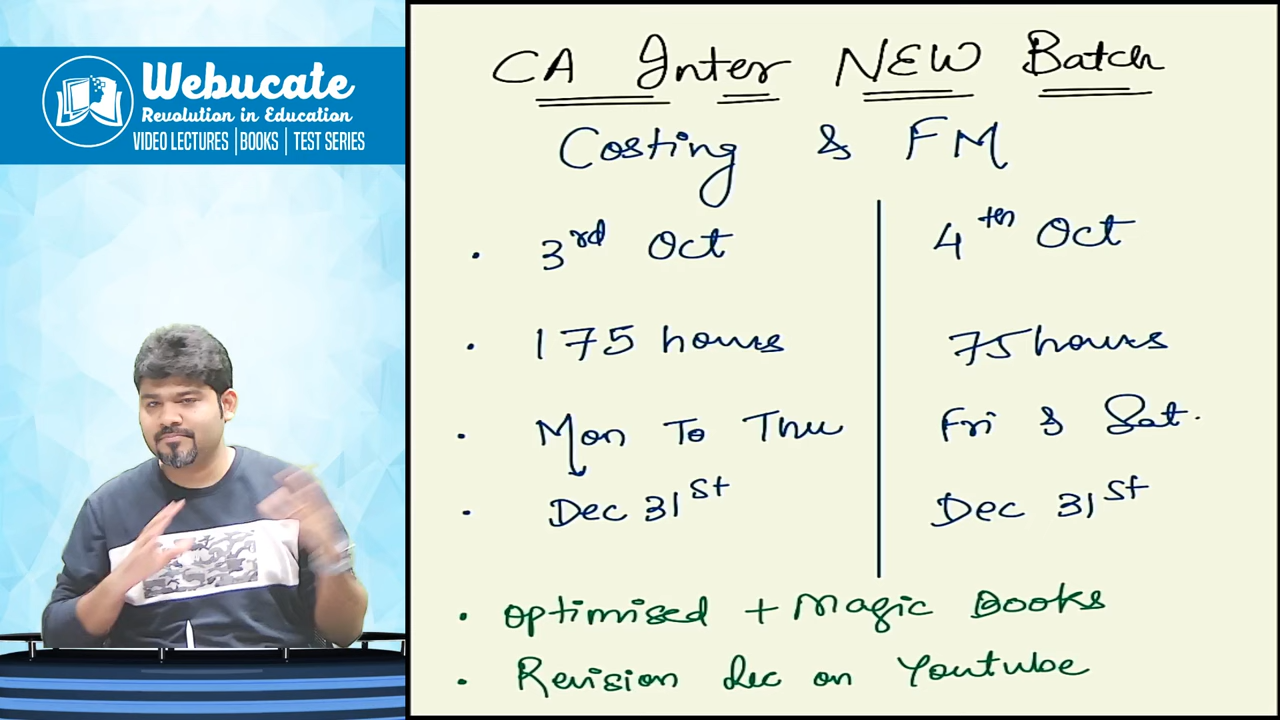 Webucate
Revolution in Education
VIDEO LECTURES | BOOKS | TEST SERIES
CA Inter NEW Batch
Costing & FM
• 3rd Oct 4th Oct
• 175 hours 75 hours
• Mon To Thu Fri & Sat.
• Dec 31st Dec 31st
• Optimised + Magic Books
• Revision Lec on Youtube